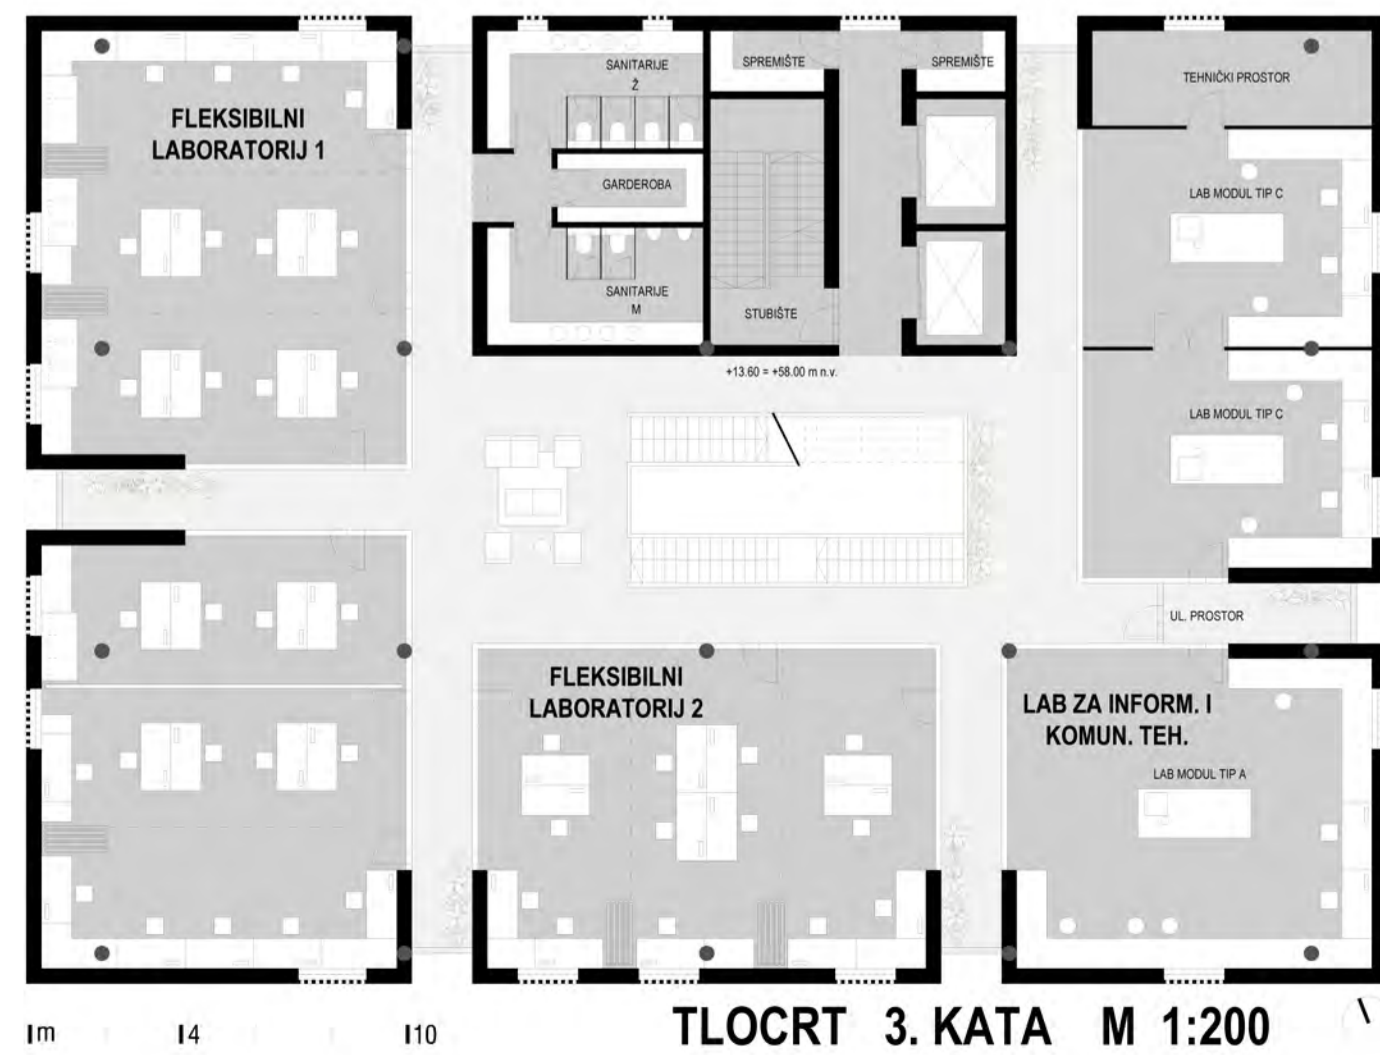 SANITARIJE
Ž
SPREMIŠTE
SPREMIŠTE
TEHNIČKI PROSTOR
FLEKSIBILNI
LABORATORIJ 1
GARDEROBA
LAB MODUL TIP C
SANITARIJE
M
STUBIŠTE
+13.60 = +58.00 m n.v.
LAB MODUL TIP C
UL. PROSTOR
FLEKSIBILNI
LABORATORIJ 2
LAB ZA INFORM. I
KOMUN. TEH.
LAB MODUL TIP A
m 4 10
TLOCRT 3. KATA M 1:200